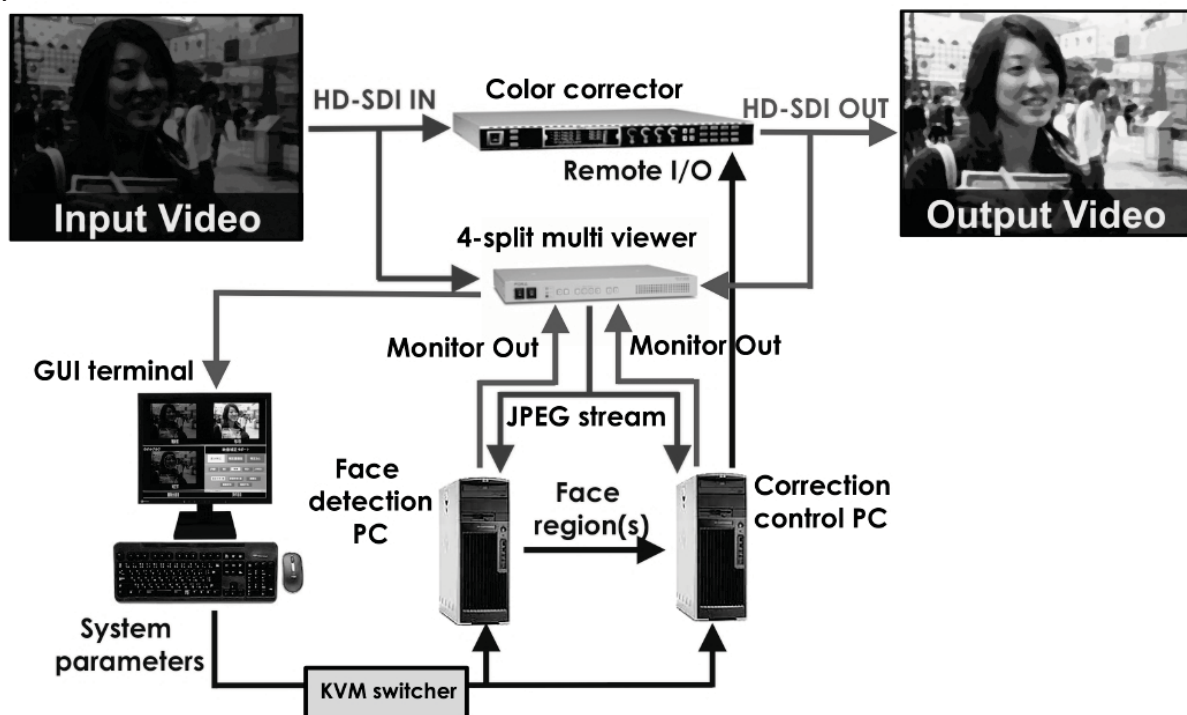 HD-SDI IN
Color corrector
HD-SDI OUT
Remote I/O
Input Video
Output Video
4-split multi viewer
Monitor Out
Monitor Out
GUI terminal
JPEG stream
Face
detection
PC
Face
region(s)
Correction
control PC
System
parameters
KVM switcher